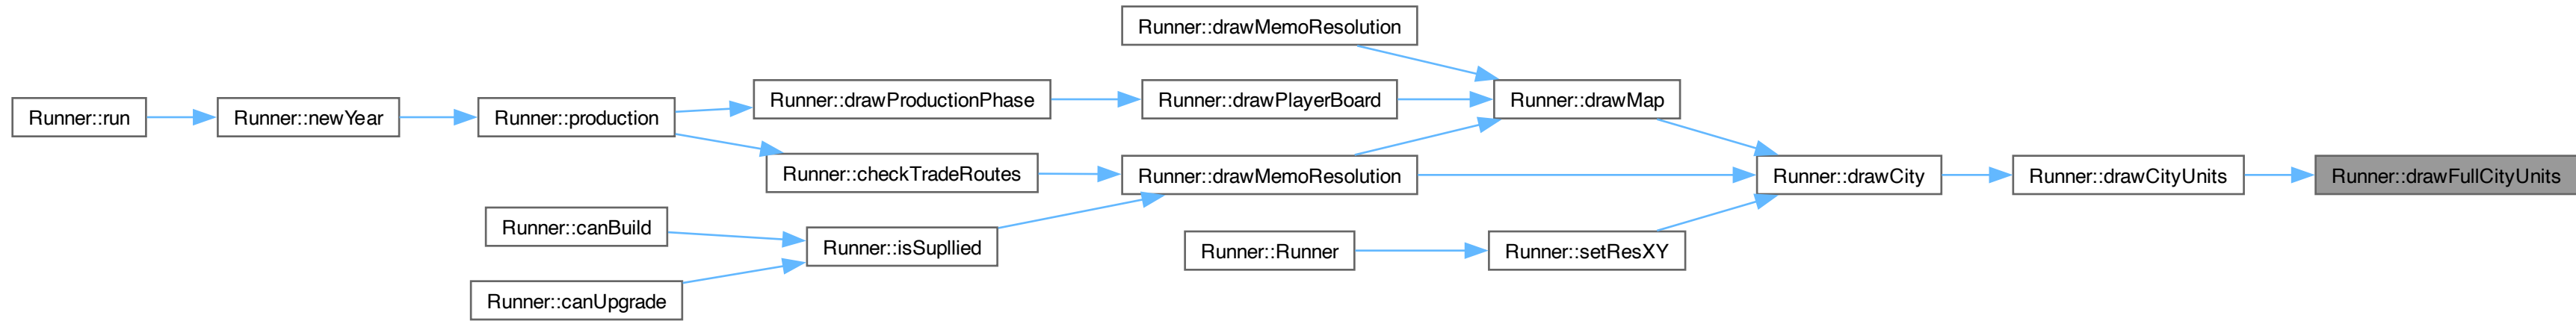 Runner::run
Runner::newYear
Runner::production
Runner::drawProductionPhase
Runner::checkTradeRoutes
Runner::canBuild
Runner::canUpgrade
Runner::isSupllied
Runner::drawMemoResolution
Runner::drawPlayerBoard
Runner::drawMemoResolution
Runner::Runner
Runner::drawMap
Runner::setResXY
Runner::drawCity
Runner::drawCityUnits
Runner::drawFullCityUnits